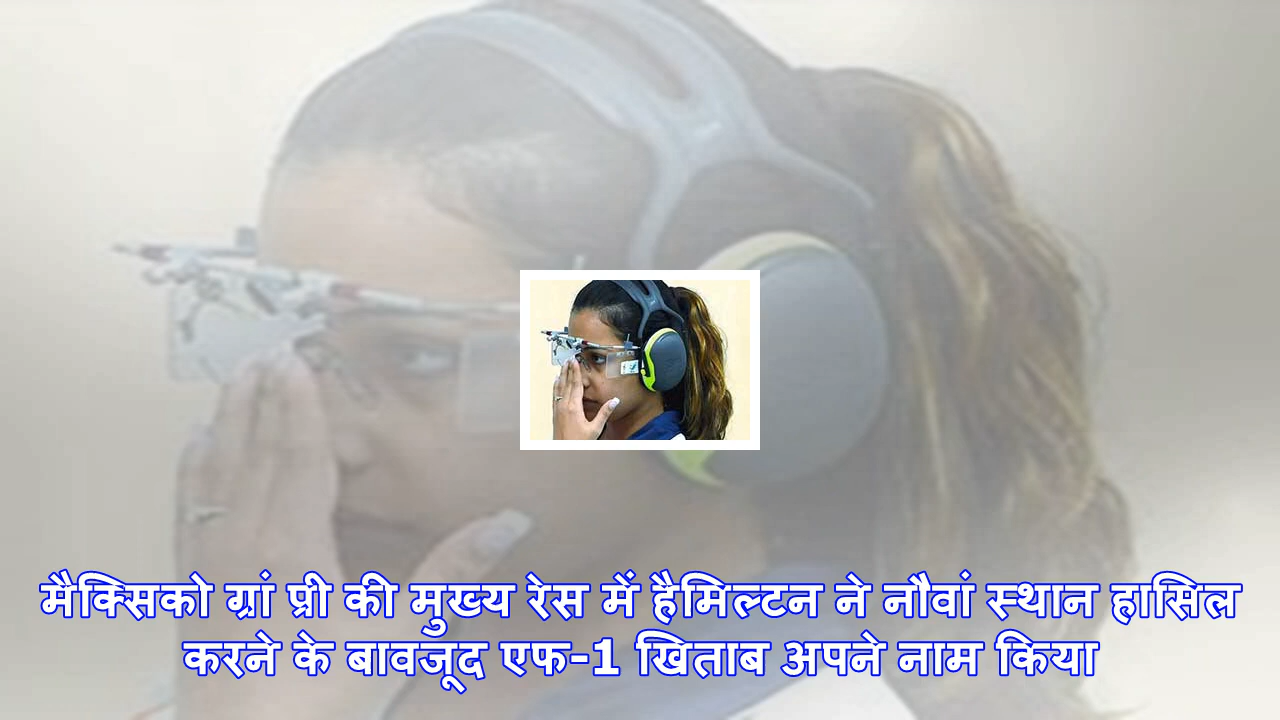 मैक्सिको ग्रां प्री की मुख्य रेस में हैमिल्टन ने नौवां स्थान हासिल
करने के बावजूद एफ-1 खिताब अपने नाम किया